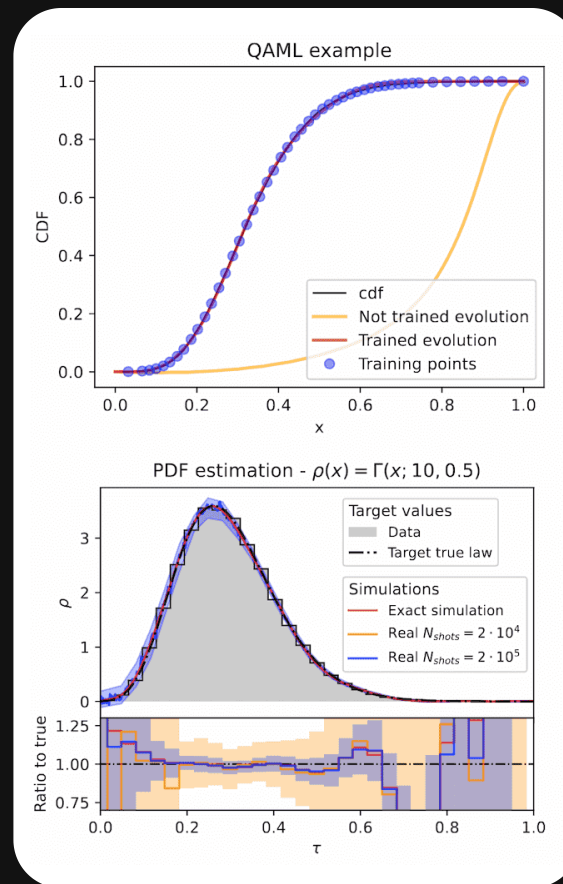 QAML example
1.0
0.8
0.6
0.4
0.2
0.0
CDF
cdf
Not trained evolution
Trained evolution
Training points
0.0 0.2 0.4 0.6 0.8 1.0
x
PDF estimation - ρ(x) = Γ(x; 10, 0.5)
3
2
1
0
ρ
Target values
Data
Target true law
Simulations
Exact simulation
Real N_shots = 2 · 10⁴
Real N_shots = 2 · 10⁵
1.25
1.00
0.75
Ratio to true
0.0 0.2 0.4 0.6 0.8 1.0
τ